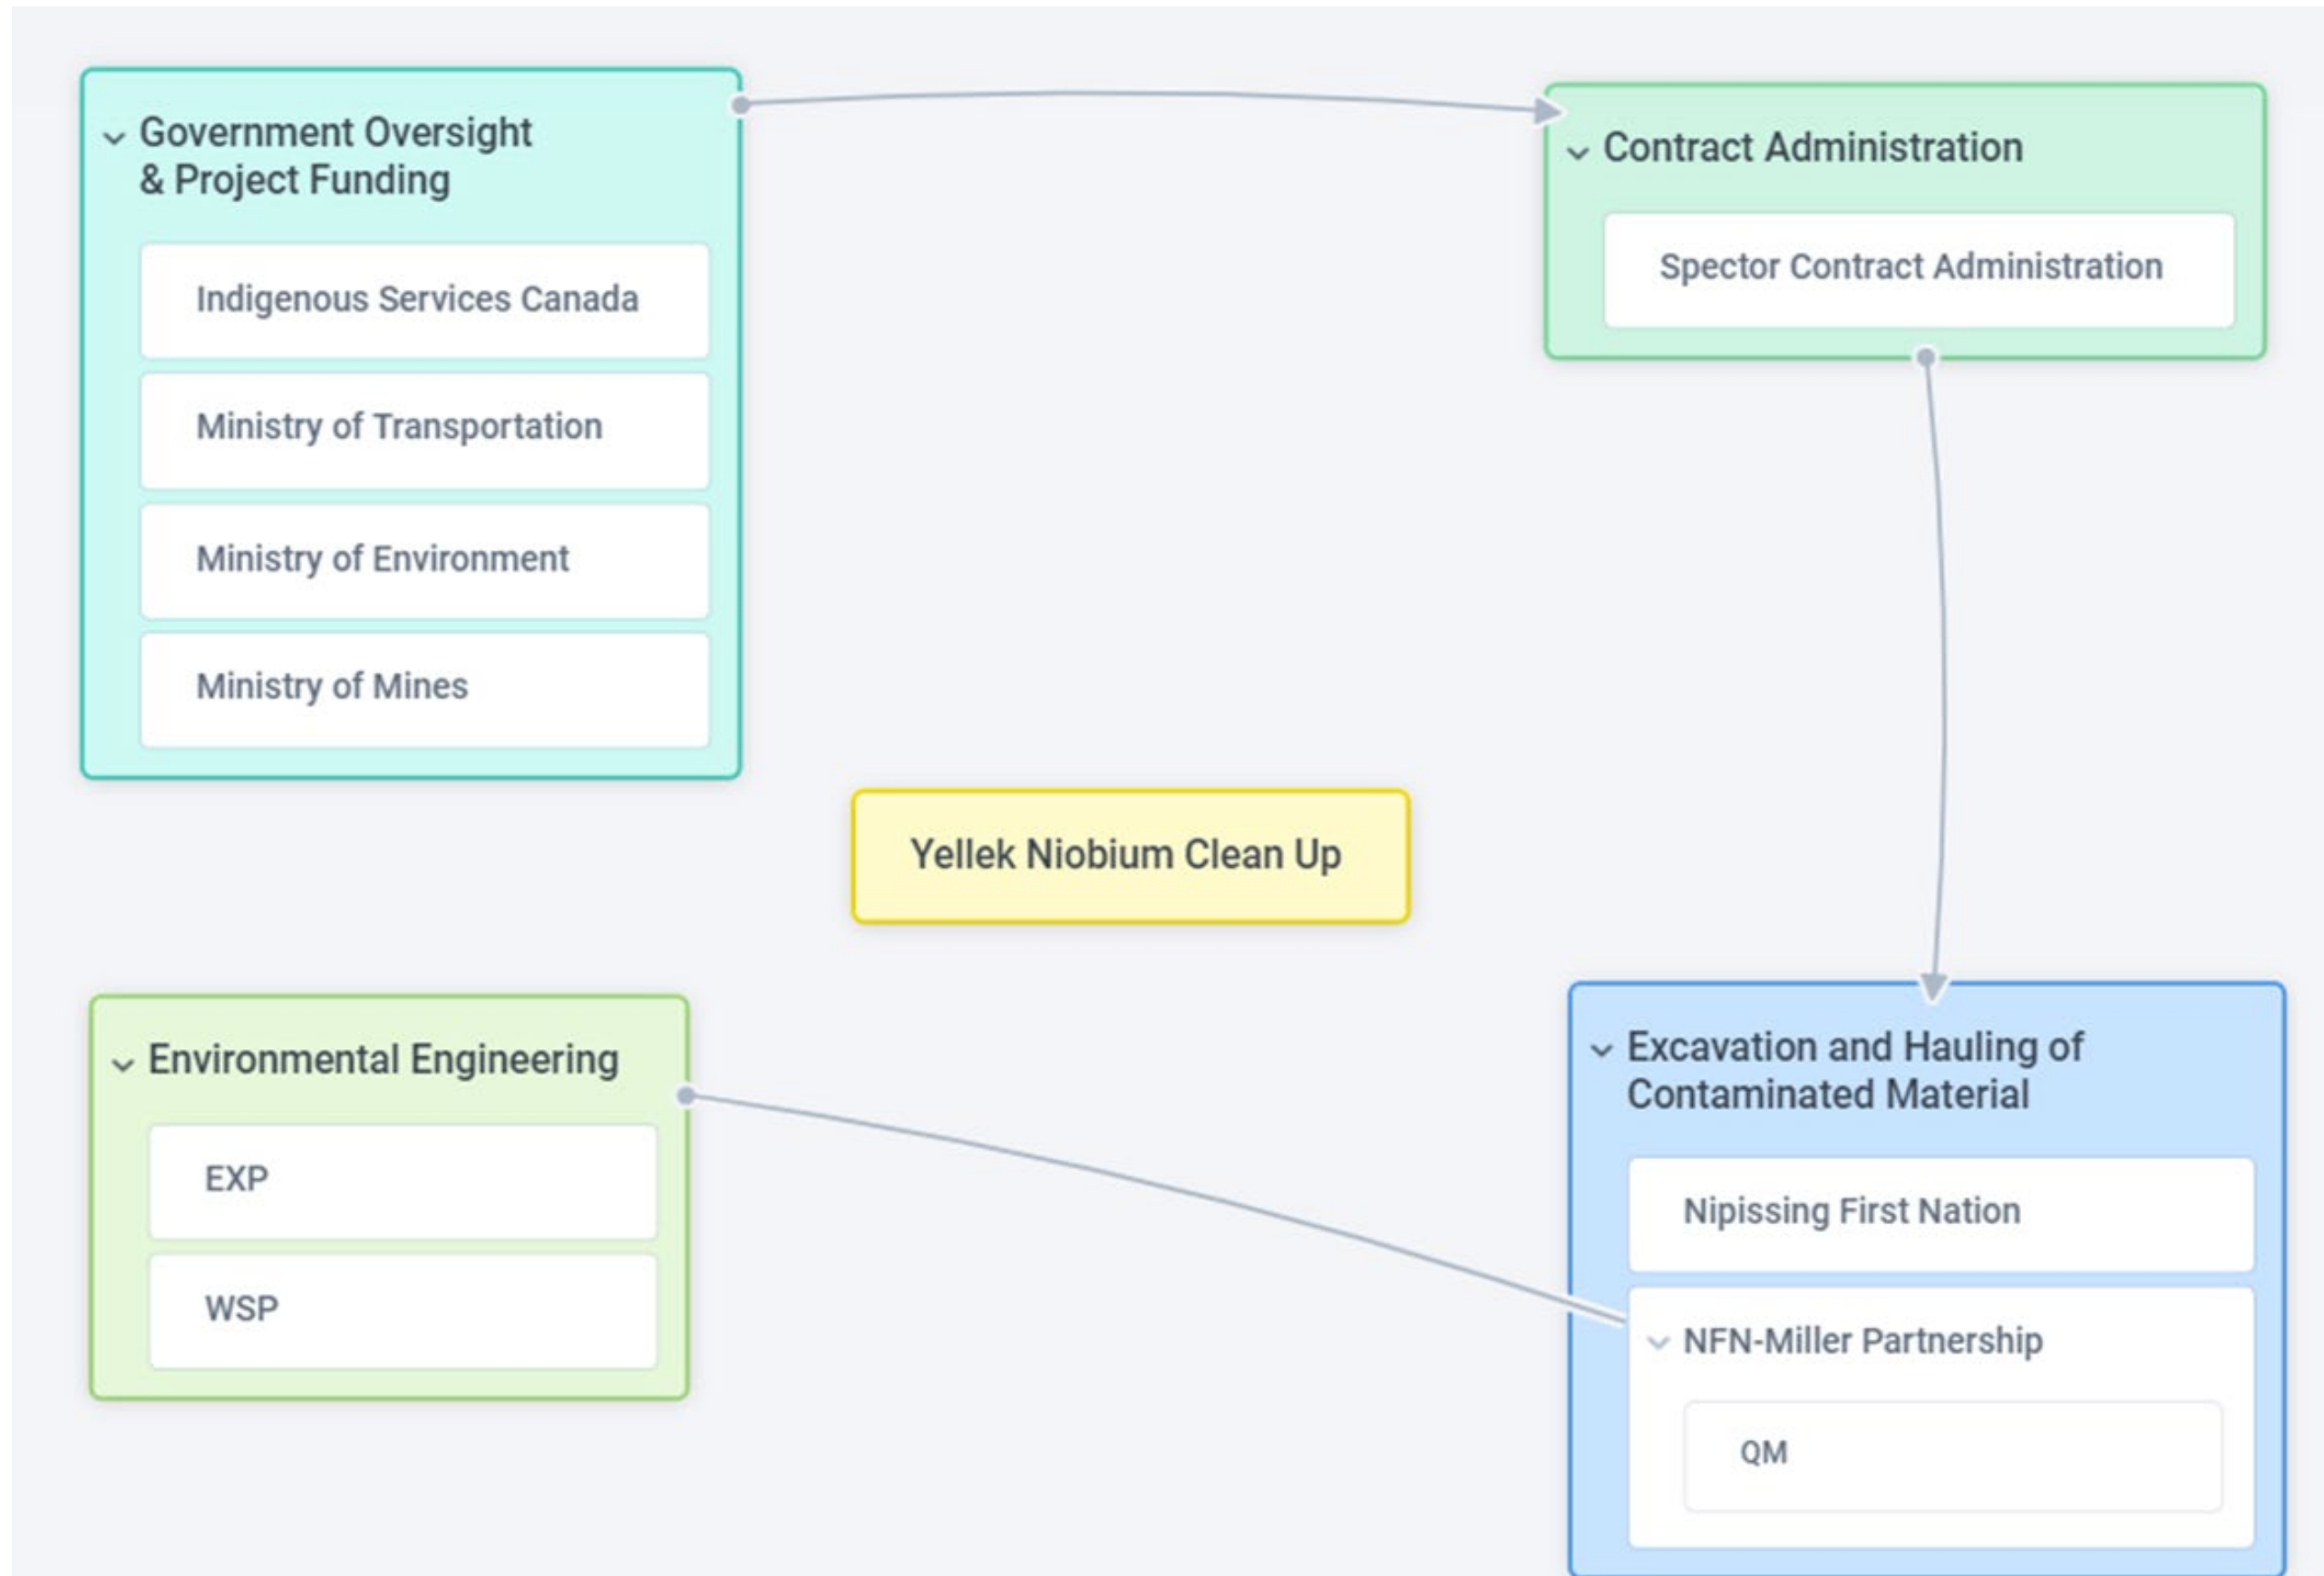 Government Oversight
& Project Funding
Indigenous Services Canada
Ministry of Transportation
Ministry of Environment
Ministry of Mines
Contract Administration
Spector Contract Administration
Yellek Niobium Clean Up
Environmental Engineering
EXP
WSP
Excavation and Hauling of
Contaminated Material
Nipissing First Nation
NFN-Miller Partnership
QM